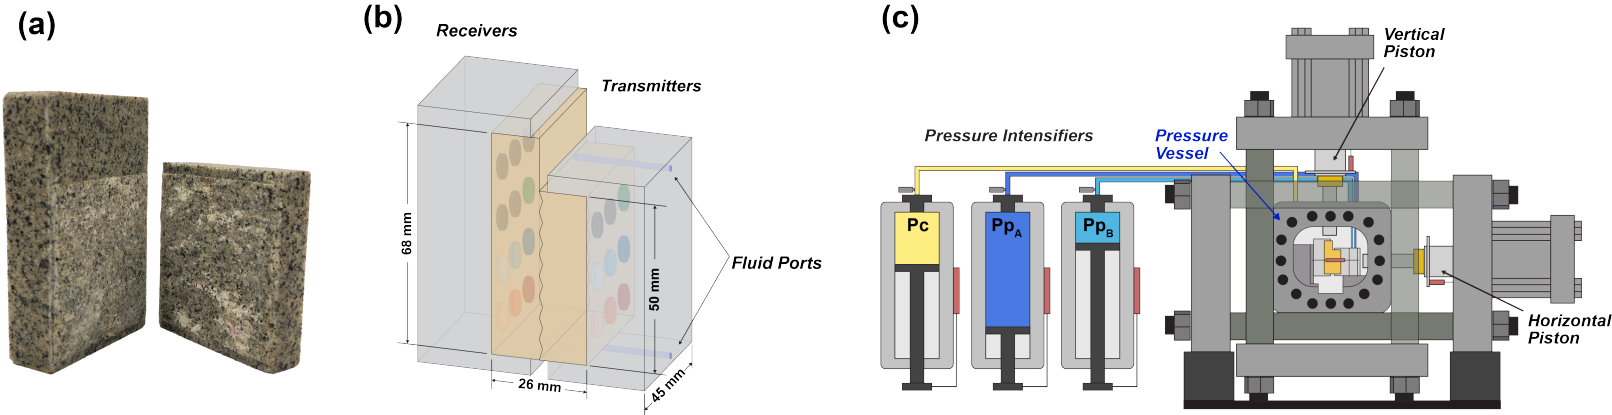 (a)
(b)
Receivers
Transmitters
68 mm
50 mm
26 mm
45 mm
Fluid Ports
(c)
Vertical
Piston
Pressure Intensifiers
Pressure
Vessel
Pc
PpA
PpB
Horizontal
Piston